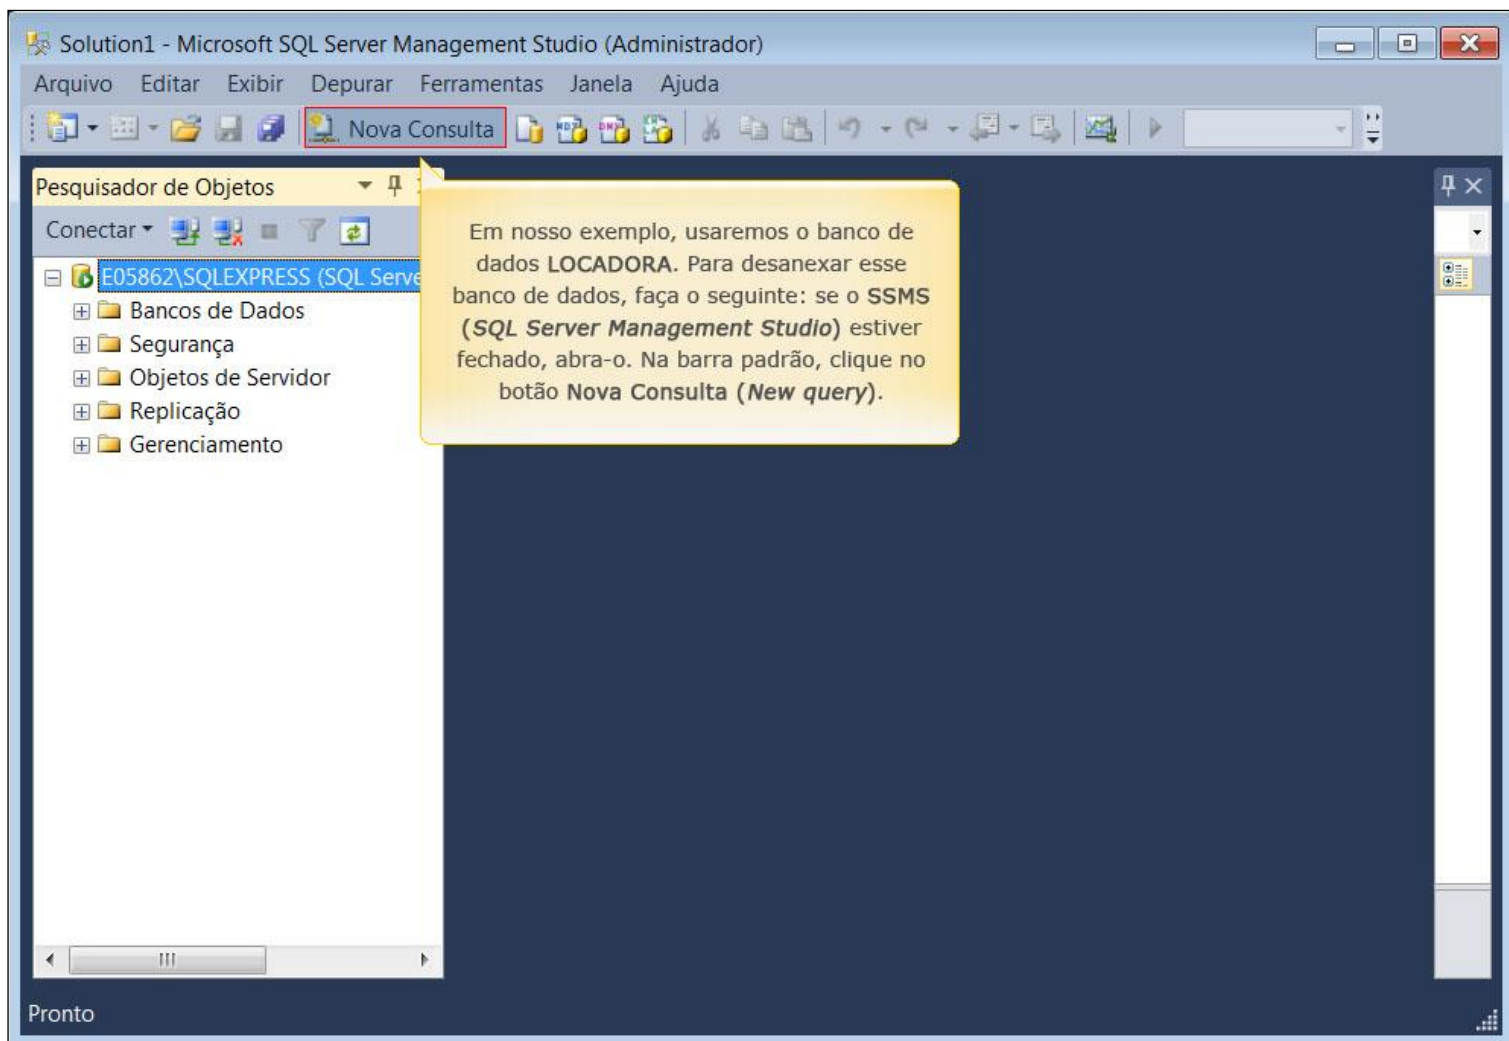 Solution1 - Microsoft SQL Server Management Studio (Administrador)
Arquivo Editar Exibir Depurar Ferramentas Janela Ajuda
Nova Consulta
Pesquisador de Objetos
Conectar
E05862\SQLEXPRESS (SQL Serve
Bancos de Dados
Segurança
Objetos de Servidor
Replicação
Gerenciamento
Em nosso exemplo, usaremos o banco de
dados LOCADORA. Para desanexar esse
banco de dados, faça o seguinte: se o SSMS
(SQL Server Management Studio) estiver
fechado, abra-o. Na barra padrão, clique no
botão Nova Consulta (New query).
Pronto